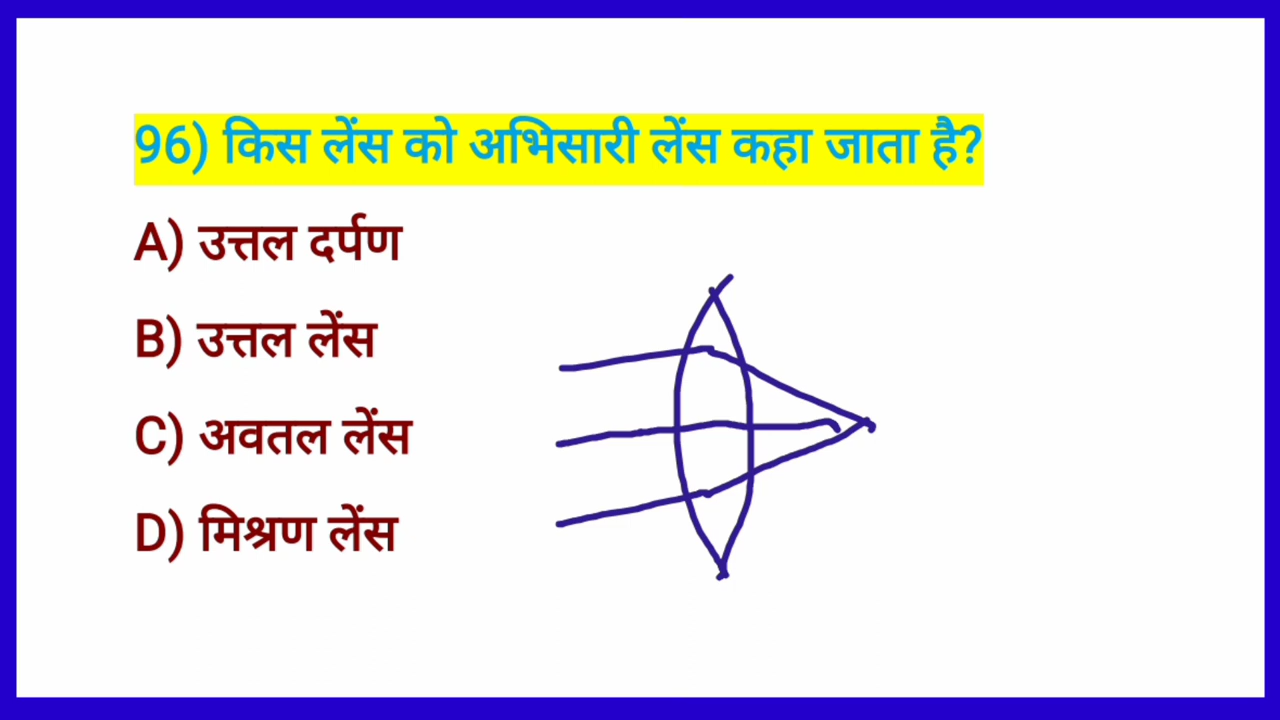 96) किस लेंस को अभिसारी लेंस कहा जाता है?
A) उत्तल दर्पण
B) उत्तल लेंस
C) अवतल लेंस
D) मिश्रण लेंस